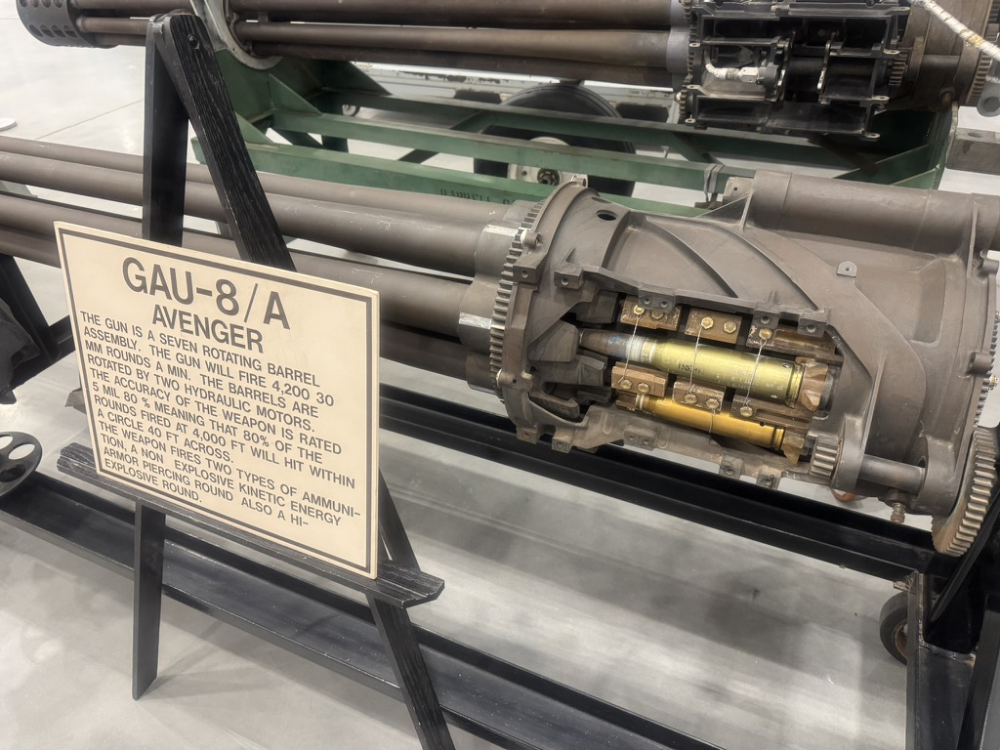 GAU-8/A
AVENGER
THE GUN IS A SEVEN ROTATING BARREL
ASSEMBLY. THE GUN WILL FIRE 4,200 30
MM ROUNDS A MIN. THE BARRELS ARE
ROTATED BY TWO HYDRAULIC MOTORS.
THE ACCURACY OF THE WEAPON IS RATED
5 MIL 80 % MEANING THAT 80% OF THE
ROUNDS FIRED AT 4,000 FT WILL HIT WITHIN
A CIRCLE 40 FT ACROSS.
THE WEAPON FIRES TWO TYPES OF AMMUNI-
TION, A NON EXPLOSIVE KINETIC ENERGY
ARMOR PIERCING ROUND ALSO A HI-
EXPLOSIVE ROUND.
BARREL